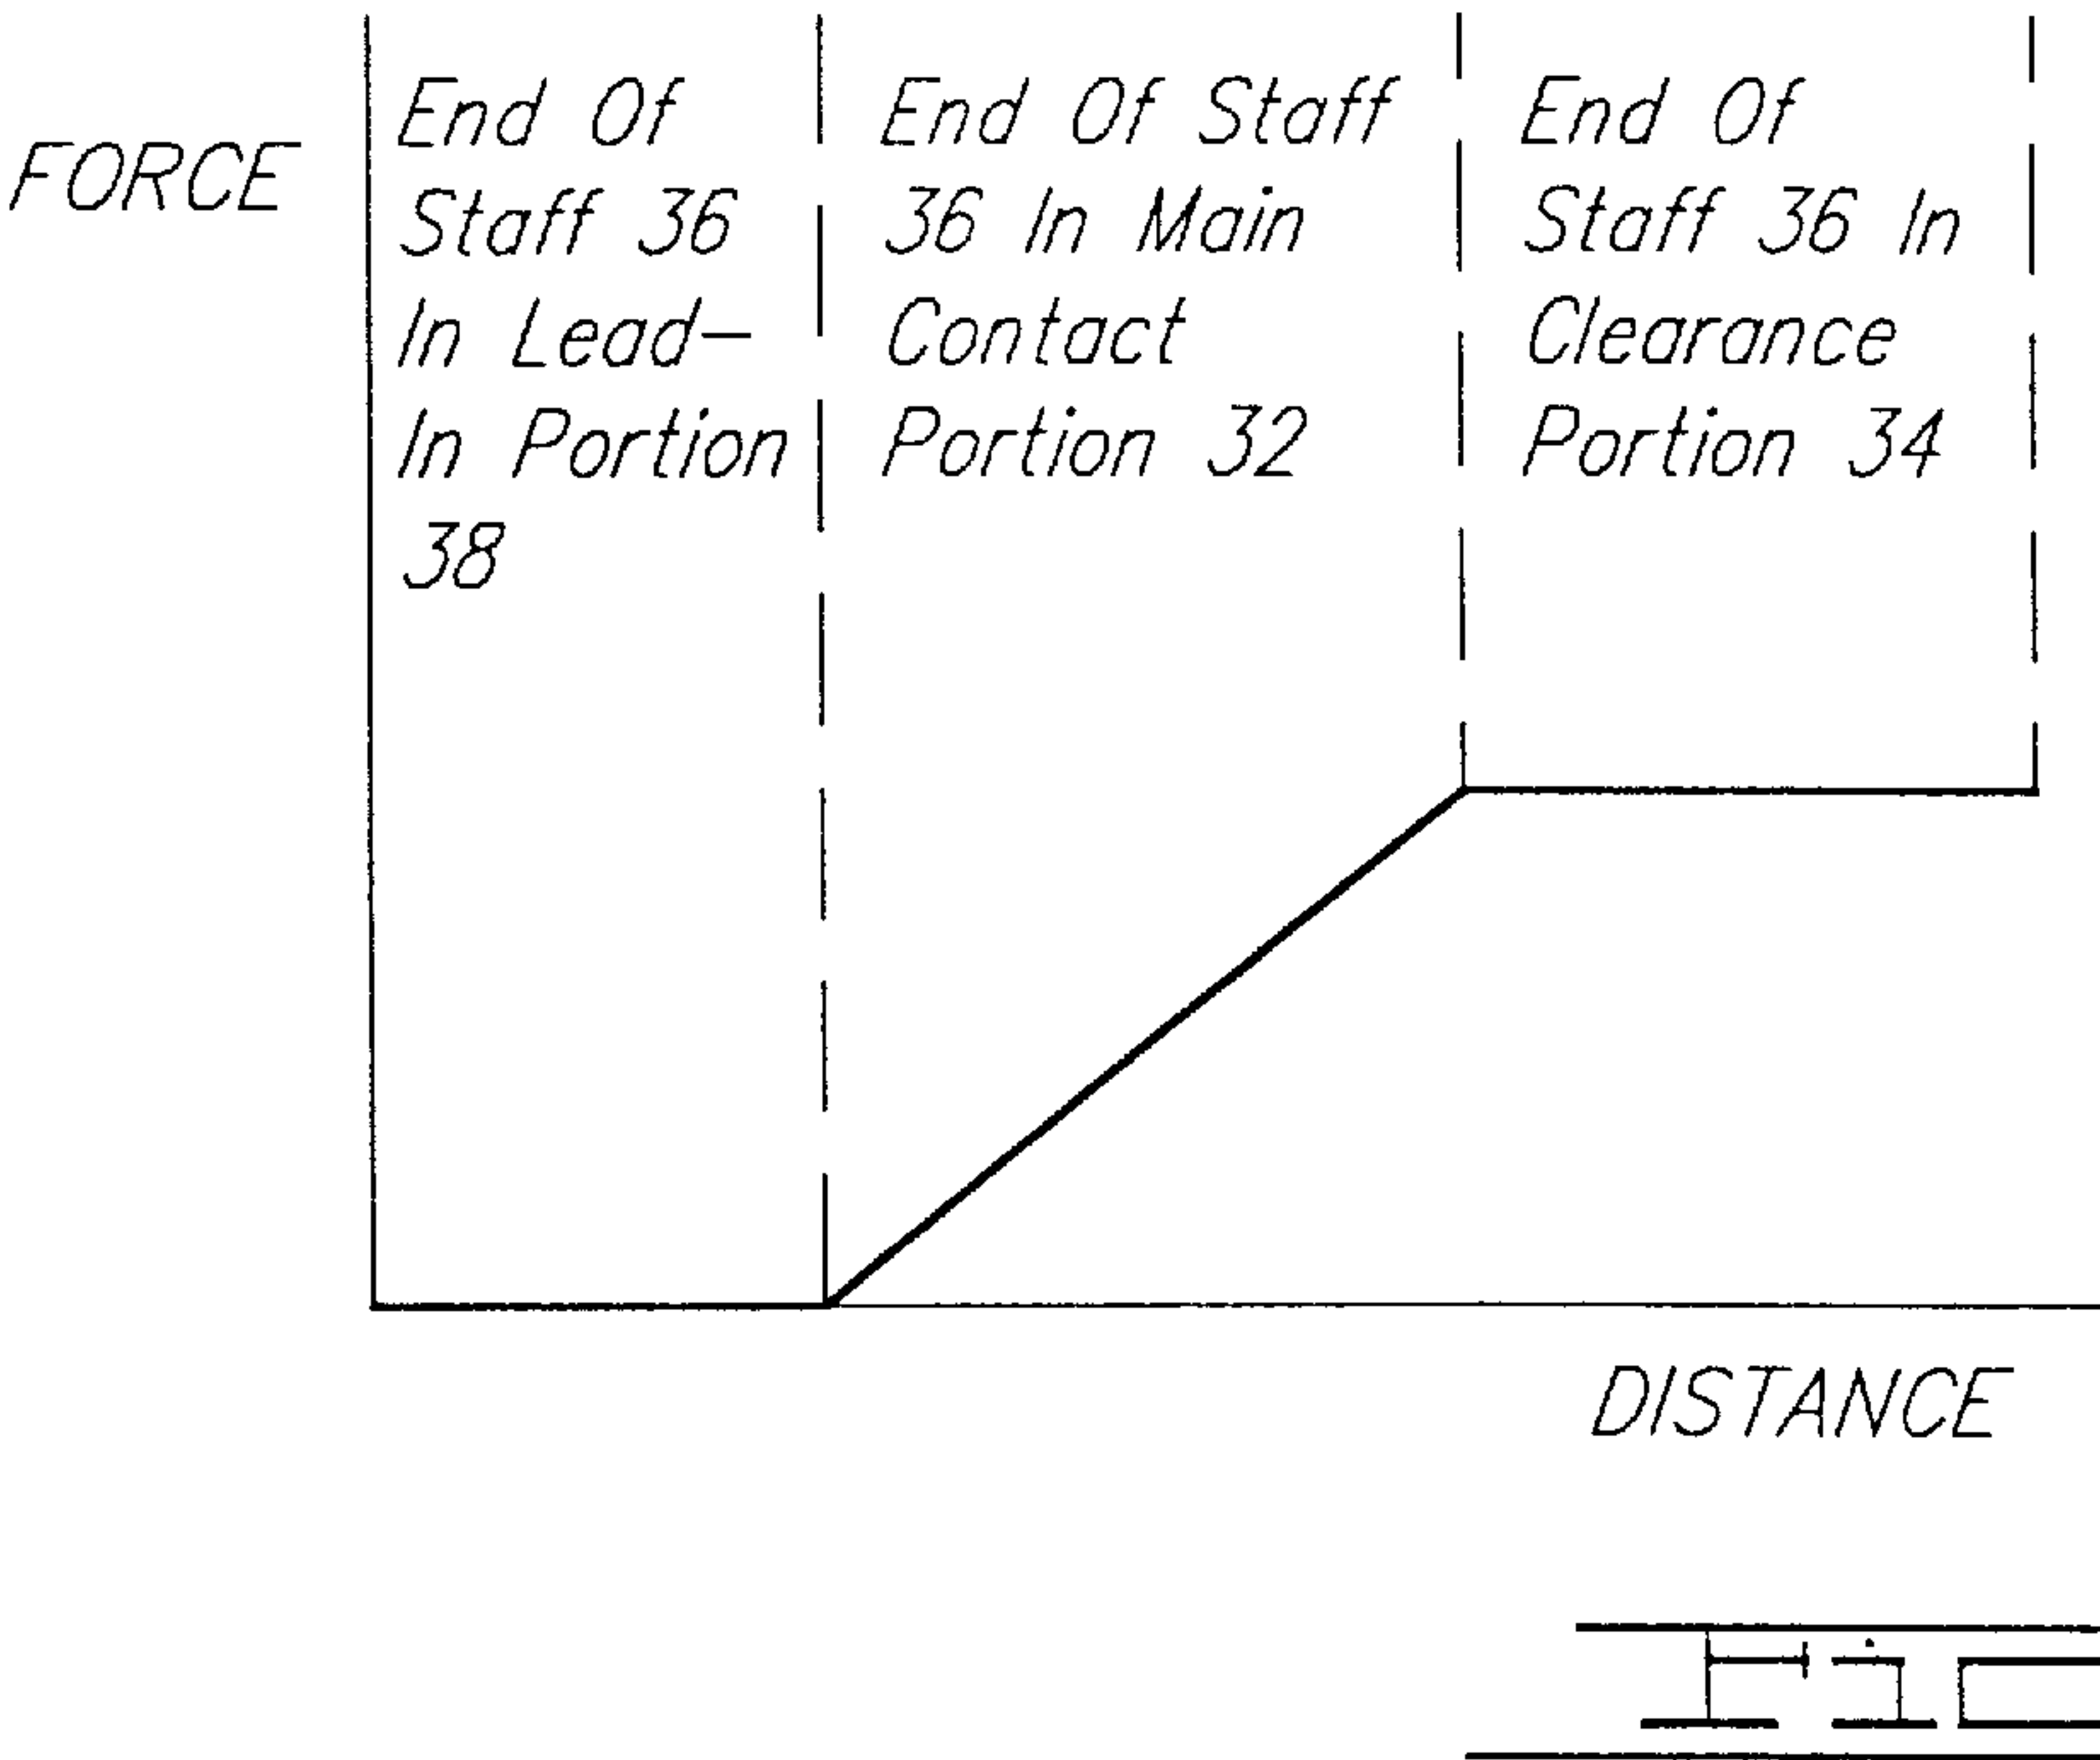 FORCE
End Of
Staff 36
In Lead-
In Portion
38
End Of Staff
36 In Main
Contact
Portion 32
End Of
Staff 36 In
Clearance
Portion 34
DISTANCE